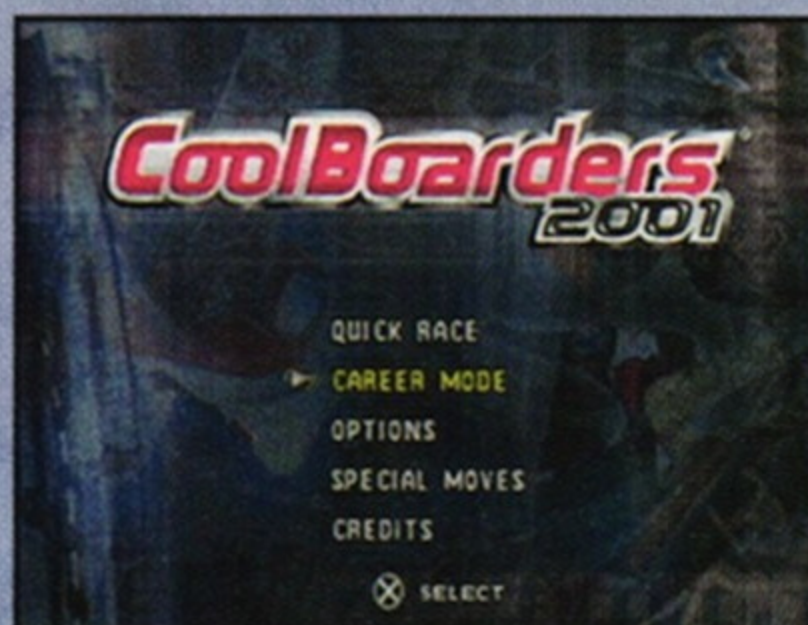 CoolBoarders
2001
QUICK RACE
CAREER MODE
OPTIONS
SPECIAL MOVES
CREDITS
SELECT